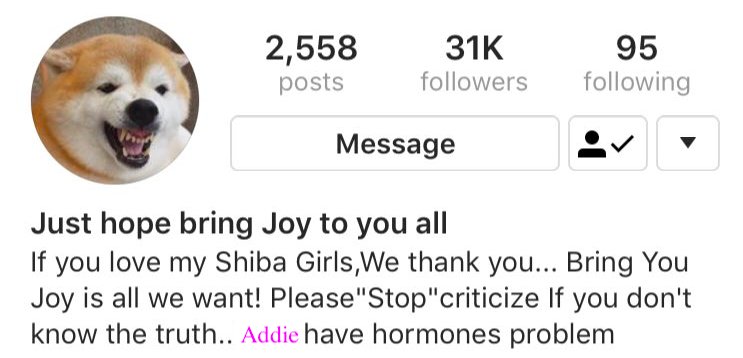 2,558 31K 95
posts followers following
Message
Just hope bring Joy to you all
If you love my Shiba Girls,We thank you... Bring You
Joy is all we want! Please"Stop"criticize If you don't
know the truth.. Addie have hormones problem